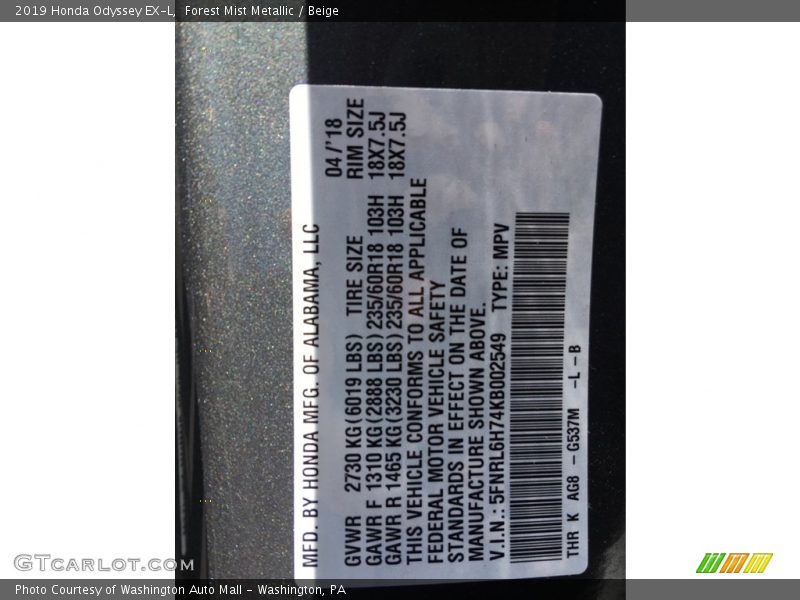 2019 Honda Odyssey EX-L, Forest Mist Metallic / Beige
MFD. BY HONDA MFG. OF ALABAMA, LLC 04/'18
GVWR 2730 KG(6019 LBS) TIRE SIZE RIM SIZE
GAWR F 1310 KG(2888 LBS)235/60R18 103H 18X7.5J
GAWR R 1465 KG(3230 LBS)235/60R18 103H 18X7.5J
THIS VEHICLE CONFORMS TO ALL APPLICABLE
FEDERAL MOTOR VEHICLE SAFETY
STANDARDS IN EFFECT ON THE DATE OF
MANUFACTURE SHOWN ABOVE.
V.I.N.: 5FNRL6H74KB002549 TYPE: MPV
THR K AG8 - G537M -L-B
GTCarLot.com
Photo Courtesy of Washington Auto Mall - Washington, PA